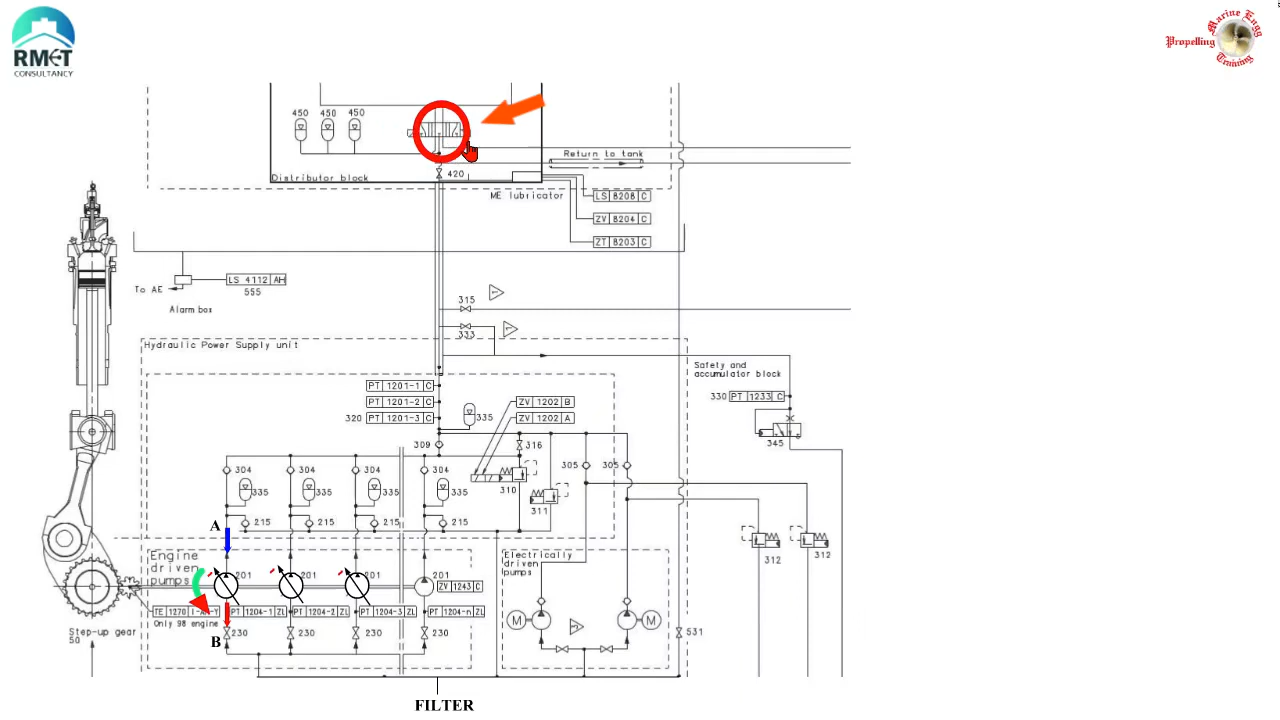 RMET
CONSULTANCY
Marine Engg
Propelling
Training
450 450 450
Return to tank
Distributor block
420
ME lubricator
LS 8208 C
ZV 8204 C
ZT 8203 C
LS 4112 AH
555
To AE
Alarm box
315
1
333
1
Hydraulic Power Supply unit
Safety and
accumulator block
PT 1201-1 C
PT 1201-2 C
320 PT 1201-3 C
335
ZV 1202 B
ZV 1202 A
330 PT 1233 C
345
309
316
304 304 304 304
305 305
335 335 335 335
310
311
215 215 215 215
A
312 312
Engine
driven
pumps
Electrically
driven
pumps
201 201 201 201
ZV 1243 C
TE 1270 I-AH-Y
PT 1204-1 ZL
PT 1204-2 ZL
PT 1204-3 ZL
PT 1204-n ZL
Only 98 engine
M M
Step-up gear
50
B
230 230 230 230
531
FILTER